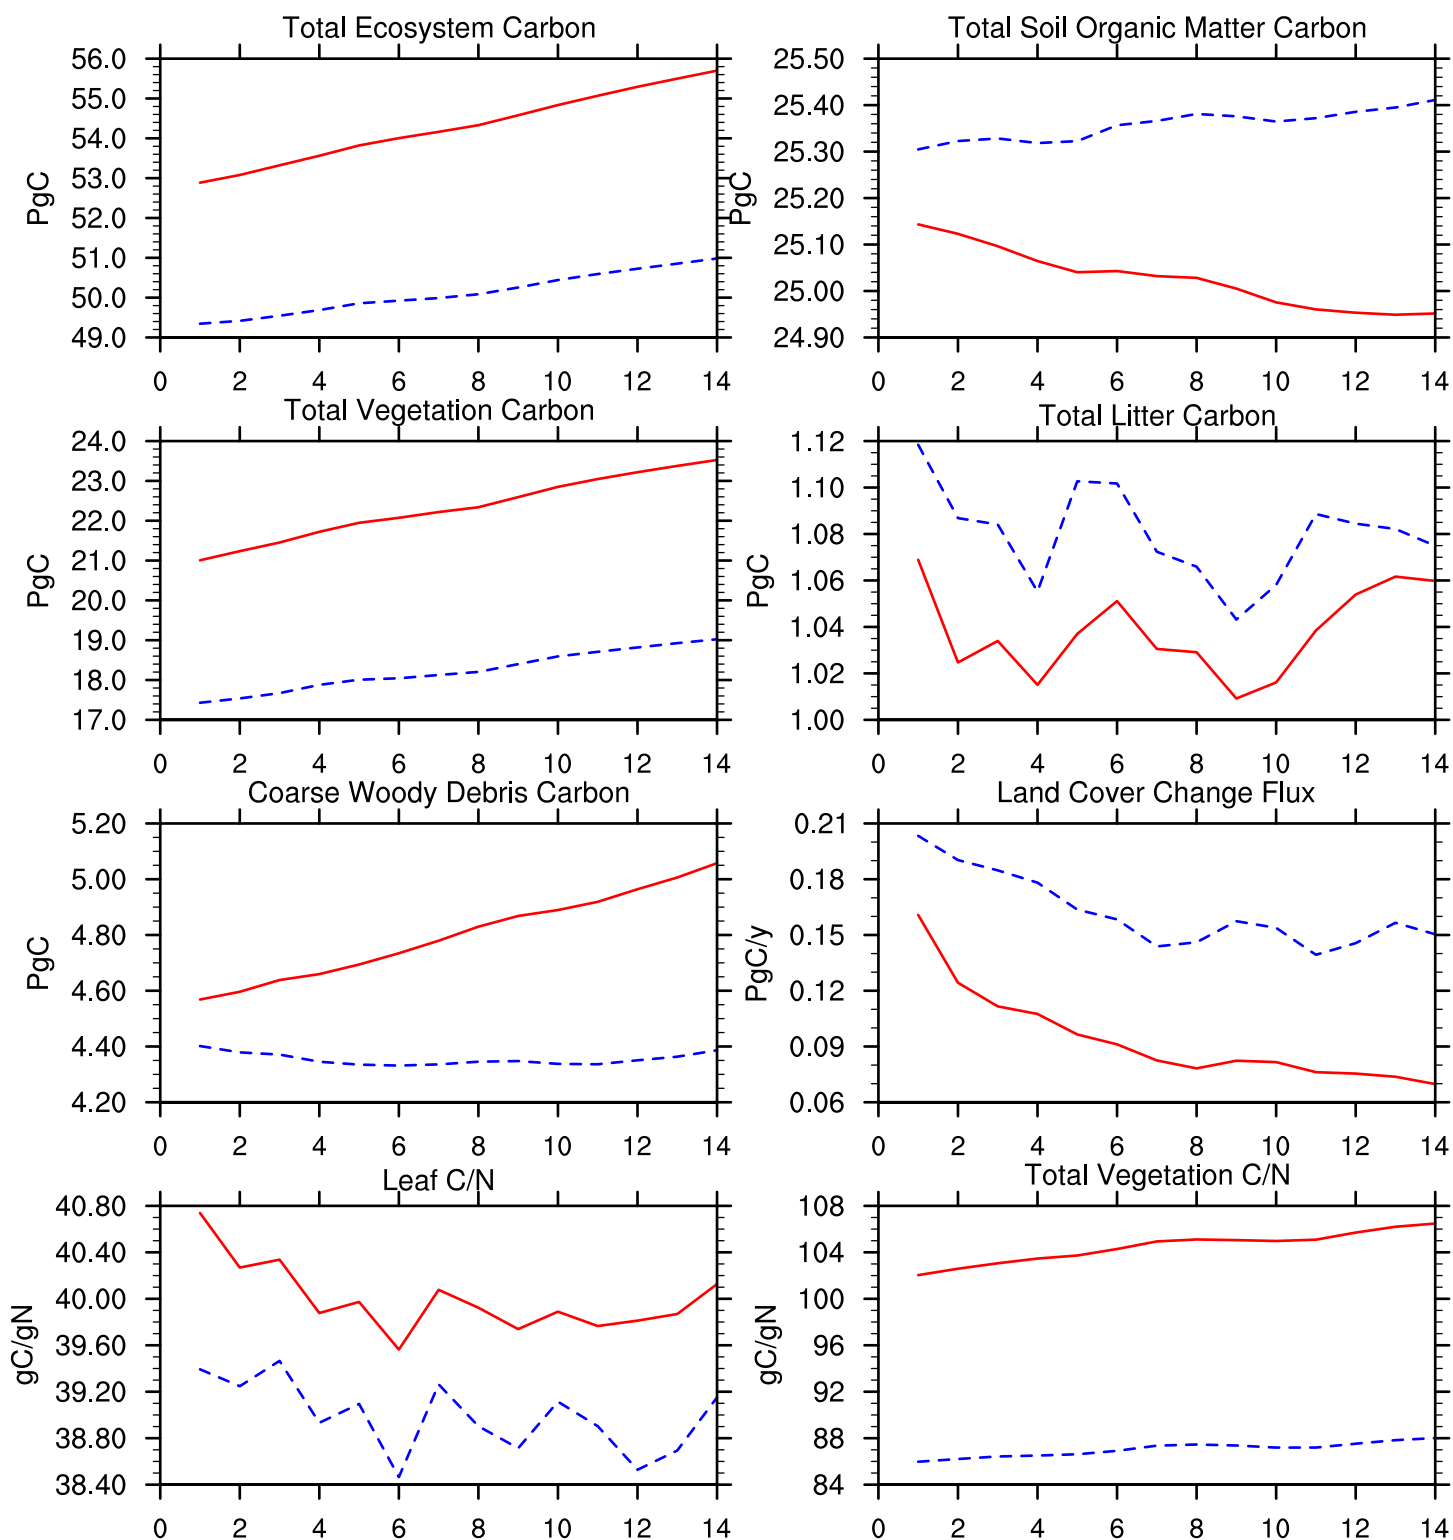 Total Ecosystem Carbon
PgC
56.0
55.0
54.0
53.0
52.0
51.0
50.0
49.0
0 2 4 6 8 10 12 14
Total Soil Organic Matter Carbon
PgC
25.50
25.40
25.30
25.20
25.10
25.00
24.90
0 2 4 6 8 10 12 14
Total Vegetation Carbon
PgC
24.0
23.0
22.0
21.0
20.0
19.0
18.0
17.0
0 2 4 6 8 10 12 14
Total Litter Carbon
PgC
1.12
1.10
1.08
1.06
1.04
1.02
1.00
0 2 4 6 8 10 12 14
Coarse Woody Debris Carbon
PgC
5.20
5.00
4.80
4.60
4.40
4.20
0 2 4 6 8 10 12 14
Land Cover Change Flux
PgC/y
0.21
0.18
0.15
0.12
0.09
0.06
0 2 4 6 8 10 12 14
Leaf C/N
gC/gN
40.80
40.40
40.00
39.60
39.20
38.80
38.40
0 2 4 6 8 10 12 14
Total Vegetation C/N
gC/gN
108
104
100
96
92
88
84
0 2 4 6 8 10 12 14